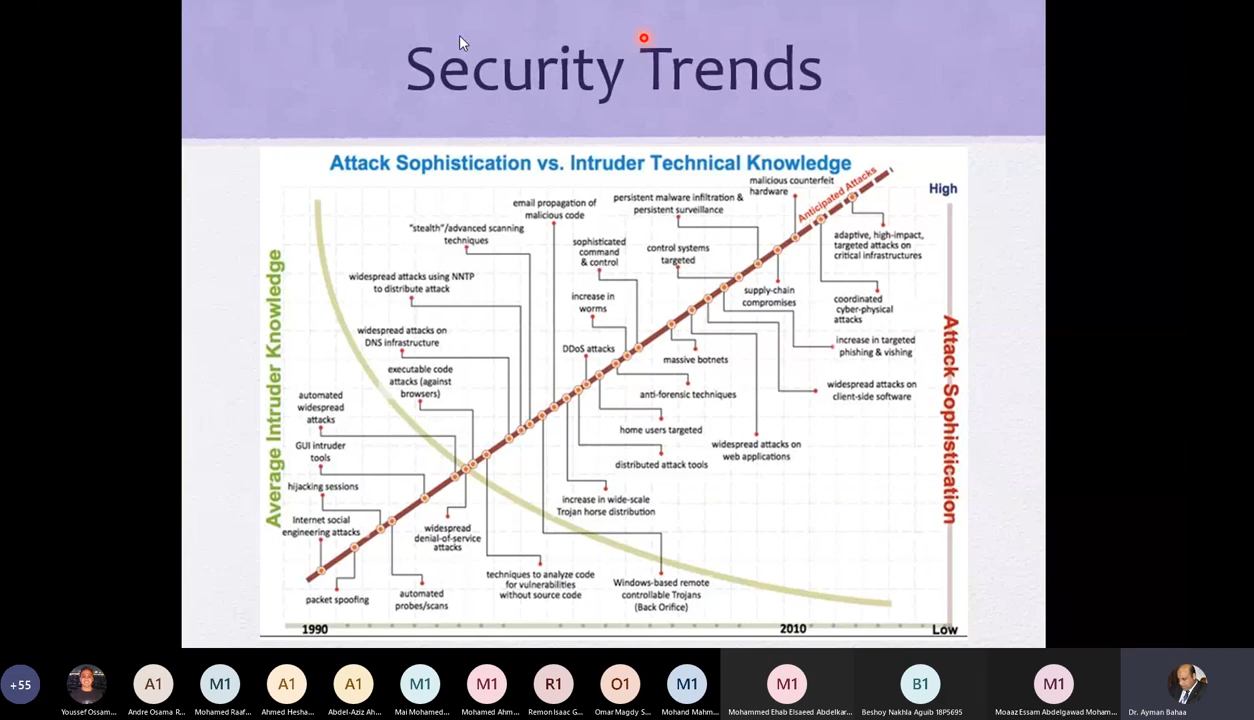 Security Trends
Attack Sophistication vs. Intruder Technical Knowledge
High
Average Intruder Knowledge
Attack Sophistication
Anticipated Attacks
malicious counterfeit
hardware
persistent malware infiltration &
persistent surveillance
email propagation of
malicious code
"stealth"/advanced scanning
techniques
sophisticated
command
& control
control systems
targeted
adaptive, high-impact,
targeted attacks on
critical infrastructures
widespread attacks using NNTP
to distribute attack
increase in
worms
supply-chain
compromises
coordinated
cyber-physical
attacks
widespread attacks on
DNS infrastructure
DDoS attacks
massive botnets
increase in targeted
phishing & vishing
executable code
attacks (against
browsers)
anti-forensic techniques
widespread attacks on
client-side software
automated
widespread
attacks
home users targeted
GUI intruder
tools
distributed attack tools
widespread attacks on
web applications
hijacking sessions
increase in wide-scale
Trojan horse distribution
Internet social
engineering attacks
widespread
denial-of-service
attacks
techniques to analyze code
for vulnerabilities
without source code
Windows-based remote
controllable Trojans
(Back Orifice)
packet spoofing
automated
probes/scans
1990
2010
Low
+55
A1
M1
A1
A1
M1
M1
R1
O1
M1
M1
B1
M1
Youssef Ossam...
Andre Osama R...
Mohamed Raaf...
Ahmed Hesha...
Abdel-Aziz Ah...
Mai Mohamed...
Mohamed Ahm...
Remon Isaac G...
Omar Magdy S...
Mohand Mahm...
Mohammed Ehab Elsaeed Abdelkar...
Beshoy Nakhla Aguib 18P5695
Moaaz Essam Abdelgawad Moham...
Dr. Ayman Bahaa